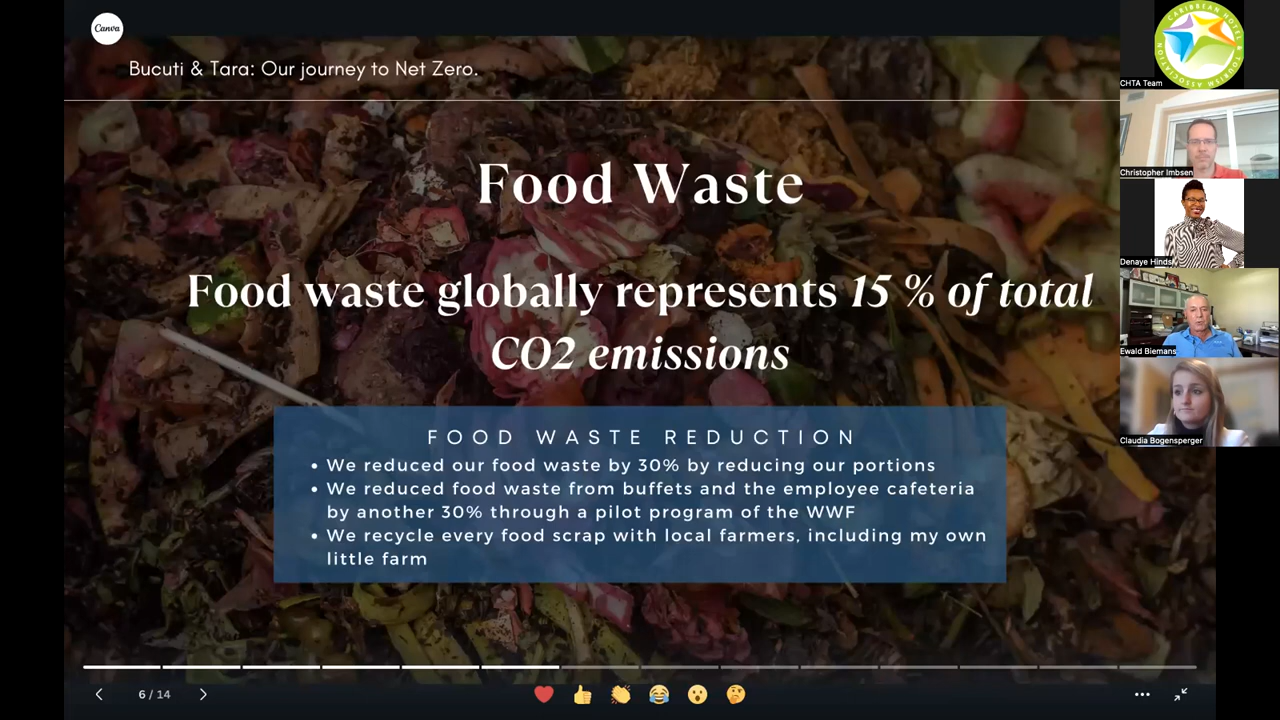 Canva
Bucuti & Tara: Our journey to Net Zero.
Food Waste
Food waste globally represents 15 % of total
CO2 emissions
FOOD WASTE REDUCTION
• We reduced our food waste by 30% by reducing our portions
• We reduced food waste from buffets and the employee cafeteria
by another 30% through a pilot program of the WWF
• We recycle every food scrap with local farmers, including my own
little farm
6 / 14
CARIBBEAN HOTEL & TOURISM ASSOCIATION
CHTA Team
Christopher Imbsen
Denaye Hinds
Ewald Biemans
Claudia Bogensperger